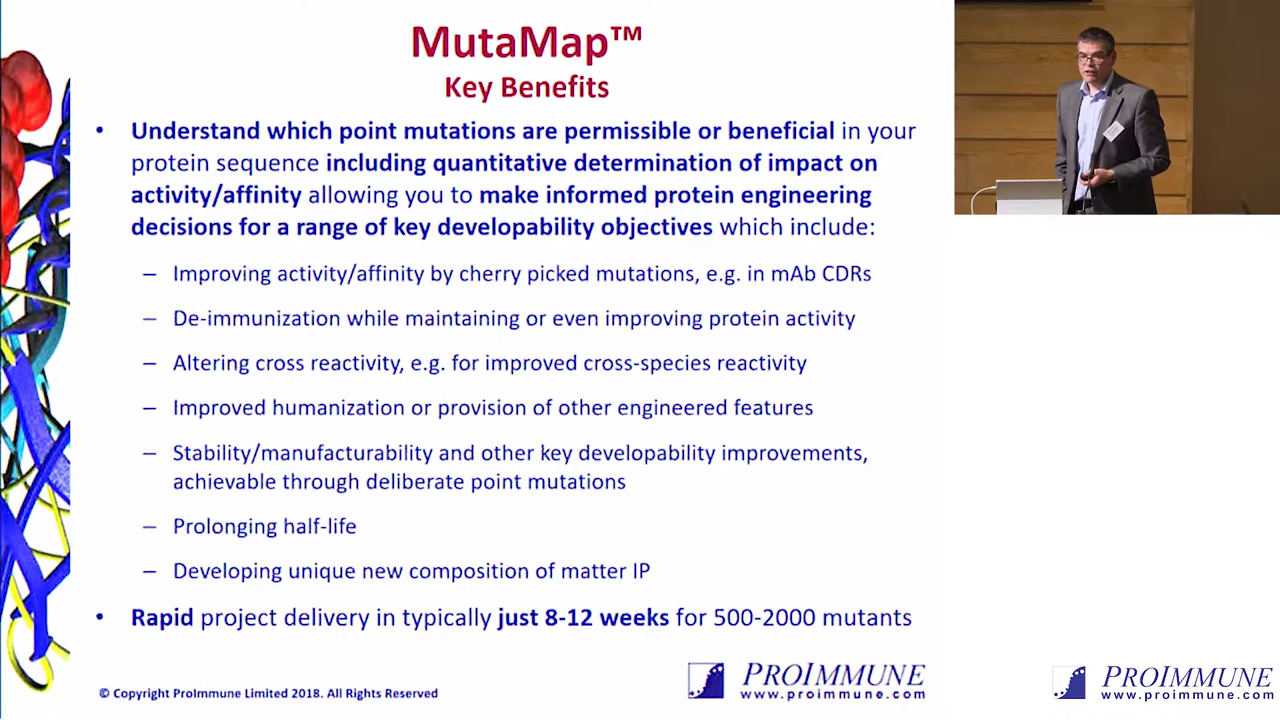 MutaMap™
Key Benefits
• Understand which point mutations are permissible or beneficial in your
protein sequence including quantitative determination of impact on
activity/affinity allowing you to make informed protein engineering
decisions for a range of key developability objectives which include:
– Improving activity/affinity by cherry picked mutations, e.g. in mAb CDRs
– De-immunization while maintaining or even improving protein activity
– Altering cross reactivity, e.g. for improved cross-species reactivity
– Improved humanization or provision of other engineered features
– Stability/manufacturability and other key developability improvements,
achievable through deliberate point mutations
– Prolonging half-life
– Developing unique new composition of matter IP
• Rapid project delivery in typically just 8-12 weeks for 500-2000 mutants
© Copyright ProImmune Limited 2018. All Rights Reserved
PROIMMUNE
www.proimmune.com
PROIMMUNE
www.proimmune.com